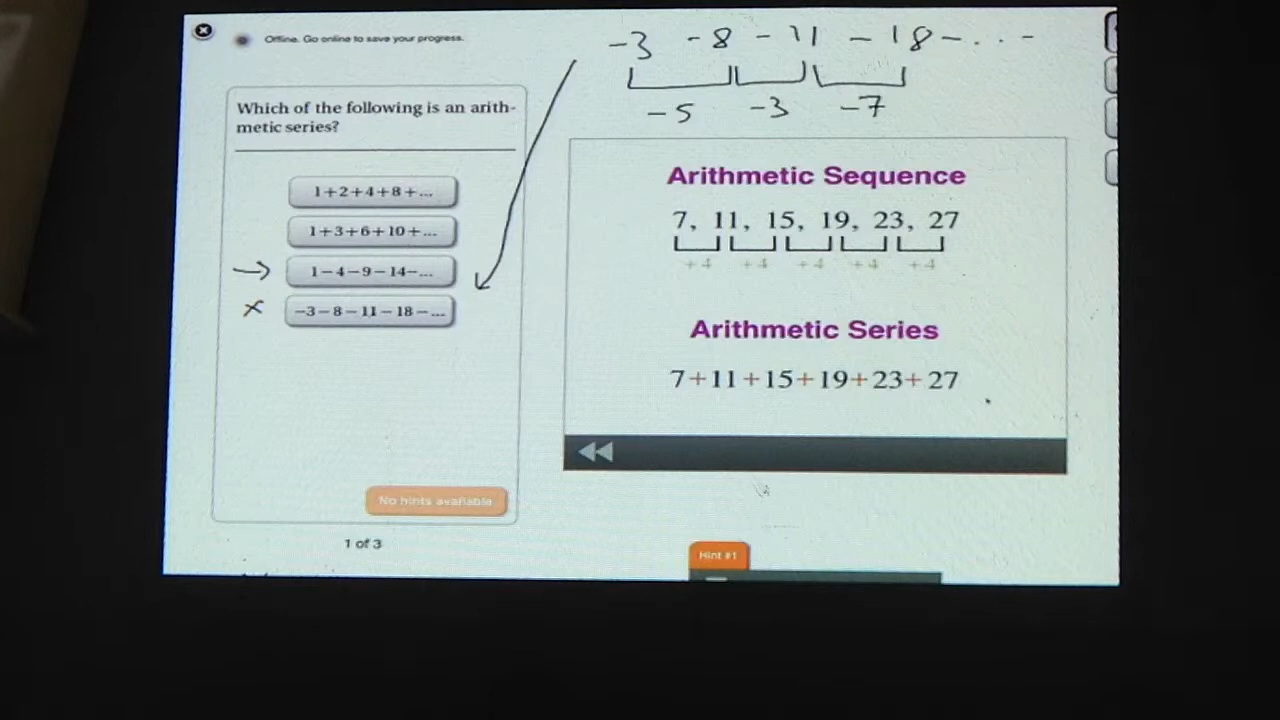 Offline. Go online to save your progress.
-3 -8 -11 -18-...-
-5 -3 -7
Which of the following is an arith-
metic series?
1+2+4+8+...
1+3+6+10+...
1-4-9-14-...
-3-8-11-18-...
No hints available
1 of 3
Arithmetic Sequence
7, 11, 15, 19, 23, 27
+4 +4 +4 +4 +4
Arithmetic Series
7+11+15+19+23+27
Hint #1